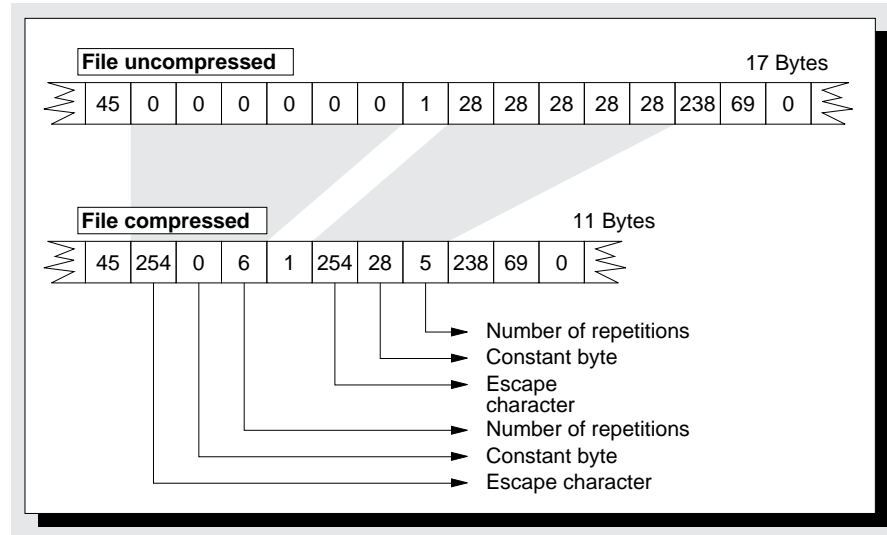 File uncompressed 17 Bytes
45 0 0 0 0 0 0 1 28 28 28 28 28 238 69 0
File compressed 11 Bytes
45 254 0 6 1 254 28 5 238 69 0
Number of repetitions
Constant byte
Escape
character
Number of repetitions
Constant byte
Escape character